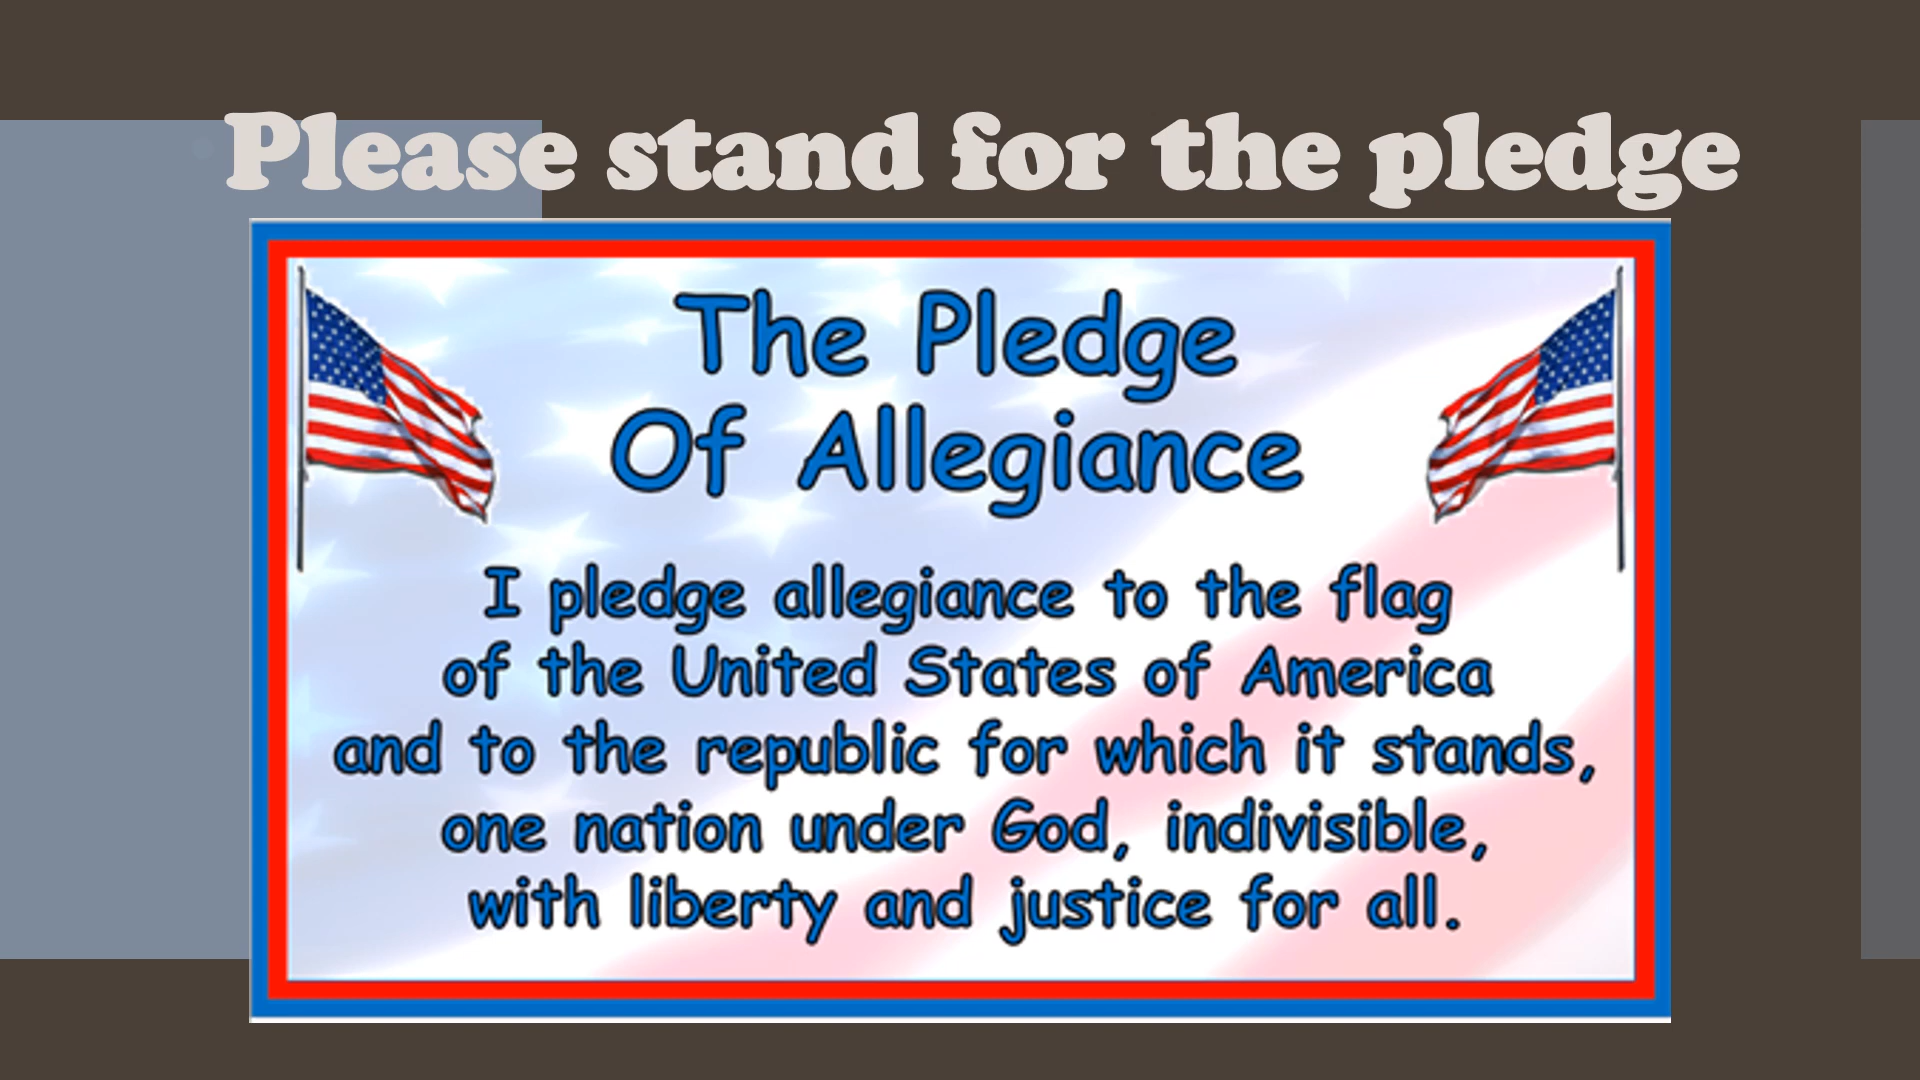 Please stand for the pledge
The Pledge
Of Allegiance
I pledge allegiance to the flag
of the United States of America
and to the republic for which it stands,
one nation under God, indivisible,
with liberty and justice for all.